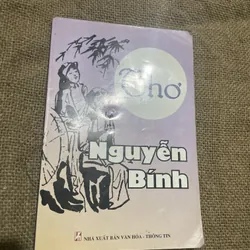 Thơ
Nguyễn
Bính
NHÀ XUẤT BẢN VĂN HÓA - THÔNG TIN